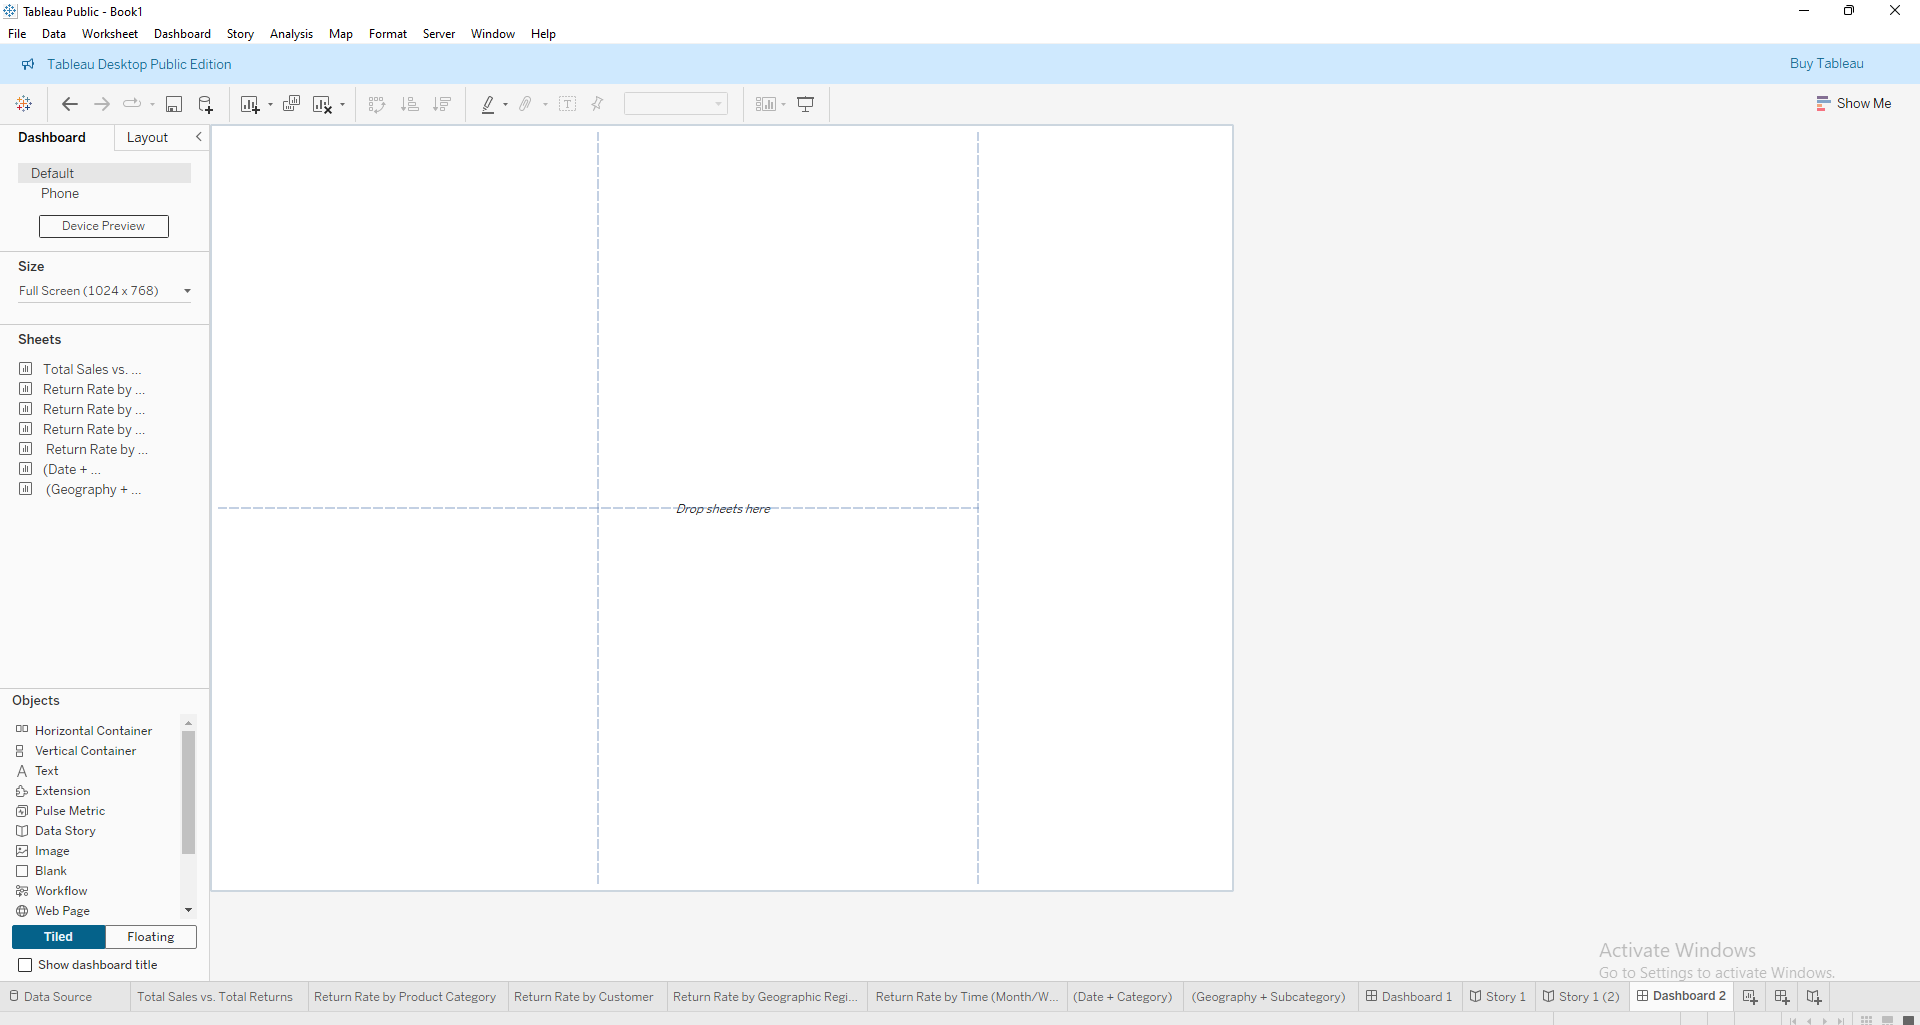 Tableau Public - Book1
File Data Worksheet Dashboard Story Analysis Map Format Server Window Help
Tableau Desktop Public Edition
Buy Tableau
Show Me
Dashboard Layout
Default
Phone
Device Preview
Size
Full Screen (1024 x 768)
Sheets
Total Sales vs. ...
Return Rate by ...
Return Rate by ...
Return Rate by ...
Return Rate by ...
(Date + ...
(Geography + ...
Drop sheets here
Objects
Horizontal Container
Vertical Container
Text
Extension
Pulse Metric
Data Story
Image
Blank
Workflow
Web Page
Tiled Floating
Show dashboard title
Activate Windows
Go to Settings to activate Windows.
Data Source Total Sales vs. Total Returns Return Rate by Product Category Return Rate by Customer Return Rate by Geographic Regi... Return Rate by Time (Month/W... (Date + Category) (Geography + Subcategory) Dashboard 1 Story 1 Story 1 (2) Dashboard 2